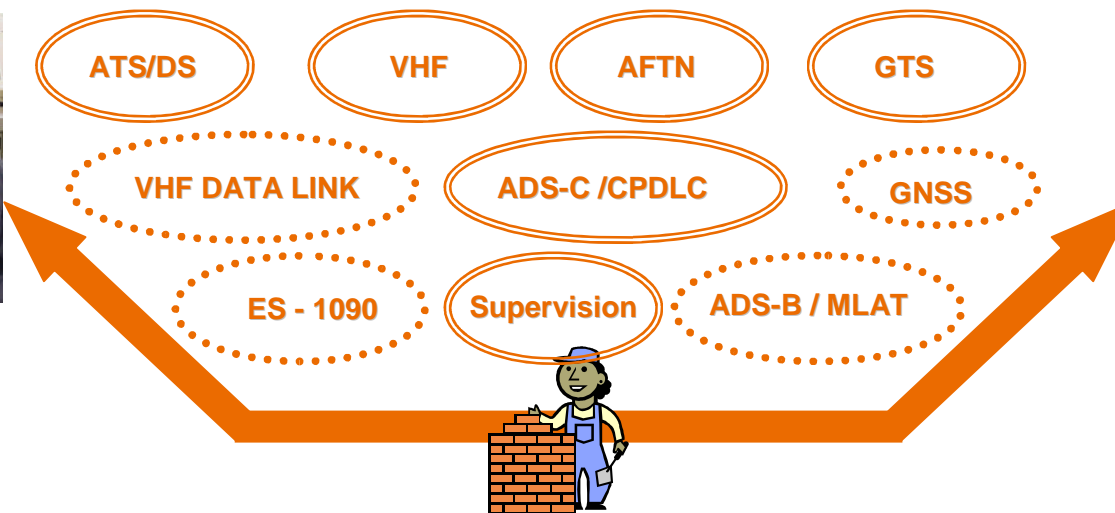 ATS/DS
VHF
AFTN
GTS
VHF DATA LINK
ADS-C /CPDLC
GNSS
ES - 1090
Supervision
ADS-B / MLAT